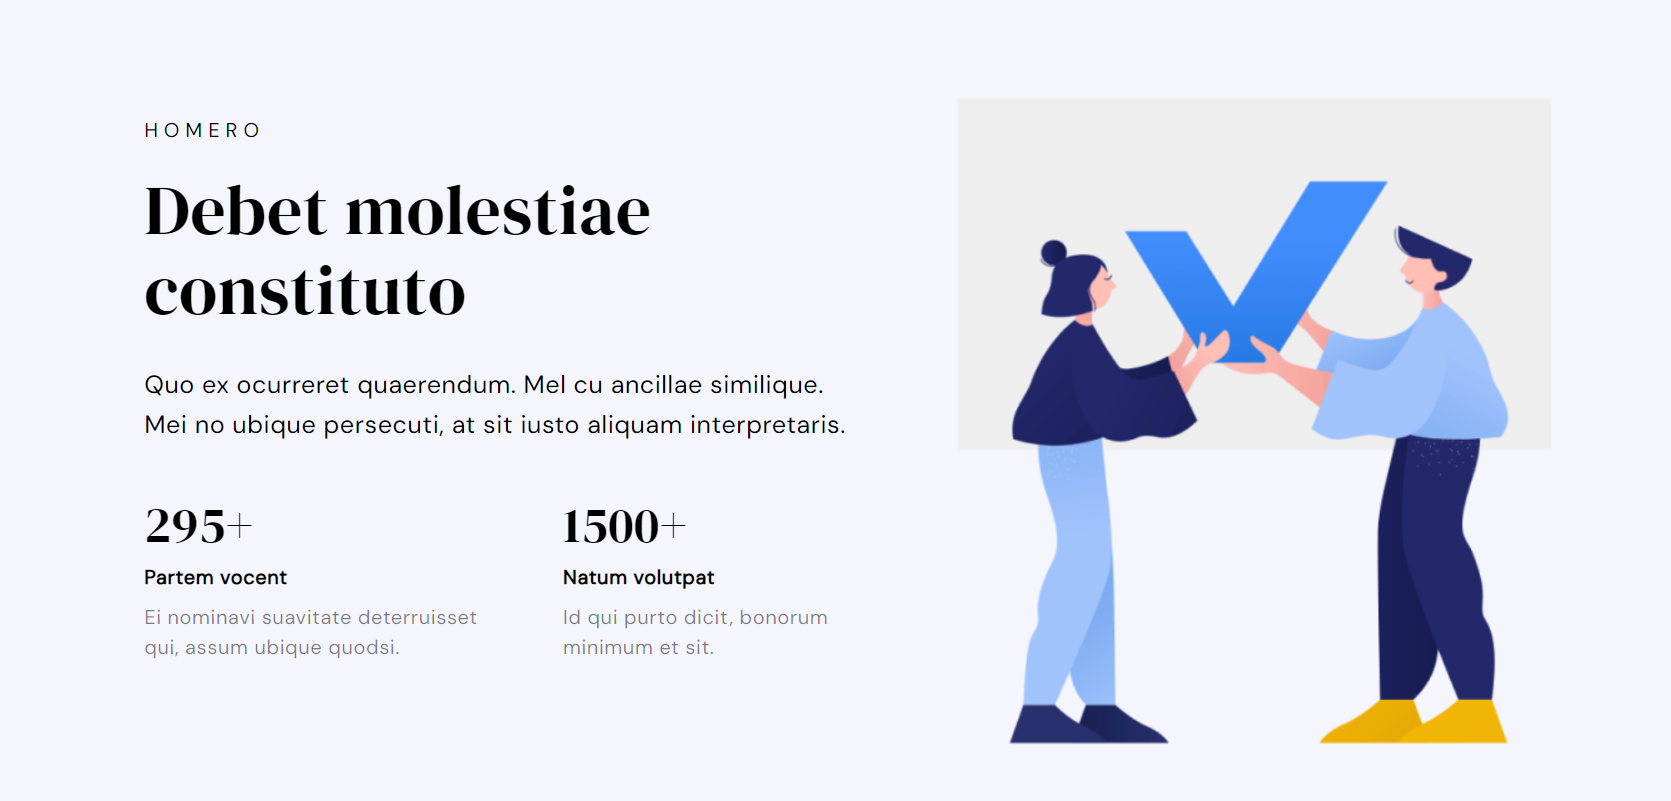 HOMERO
Debet molestiae
constituto
Quo ex ocurreret quaerendum. Mel cu ancillae similique.
Mei no ubique persecuti, at sit iusto aliquam interpretaris.
295+
Partem vocent
Ei nominavi suavitate deterruisset
qui, assum ubique quodsi.
1500+
Natum volutpat
Id qui purto dicit, bonorum
minimum et sit.